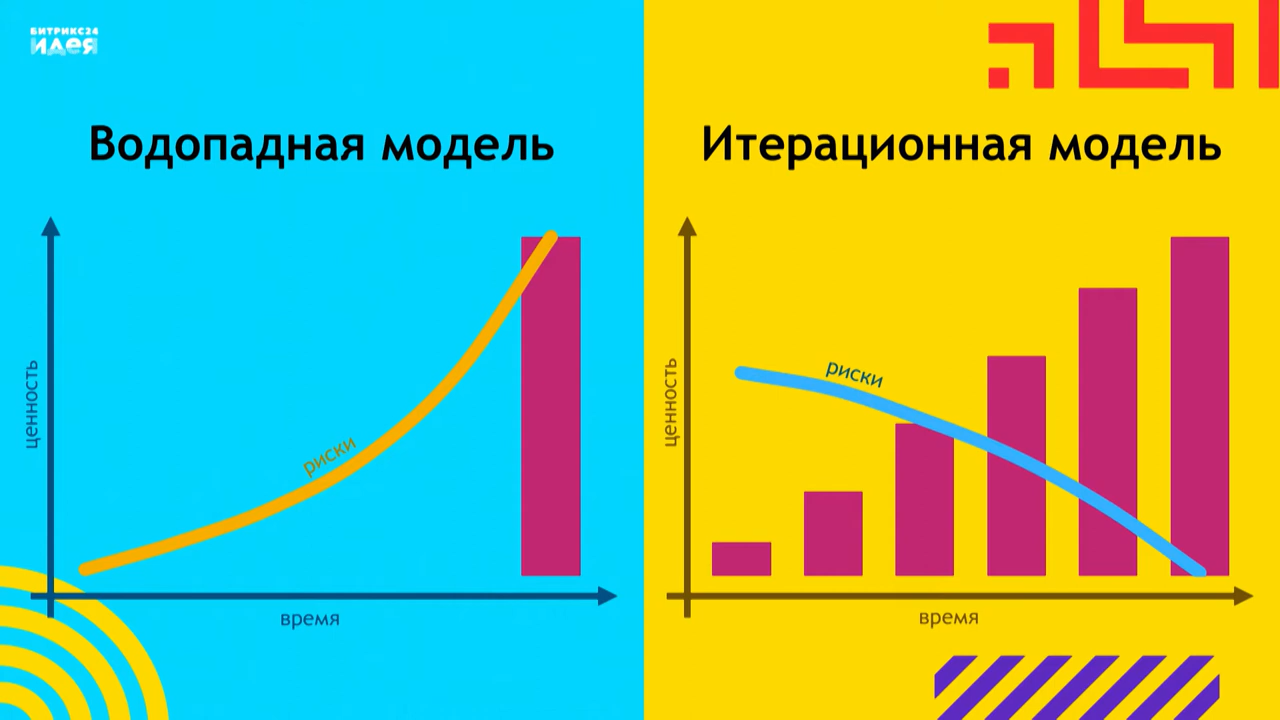 БИТРИКС24
идея
Водопадная модель
ценность
риски
время
Итерационная модель
ценность
риски
время